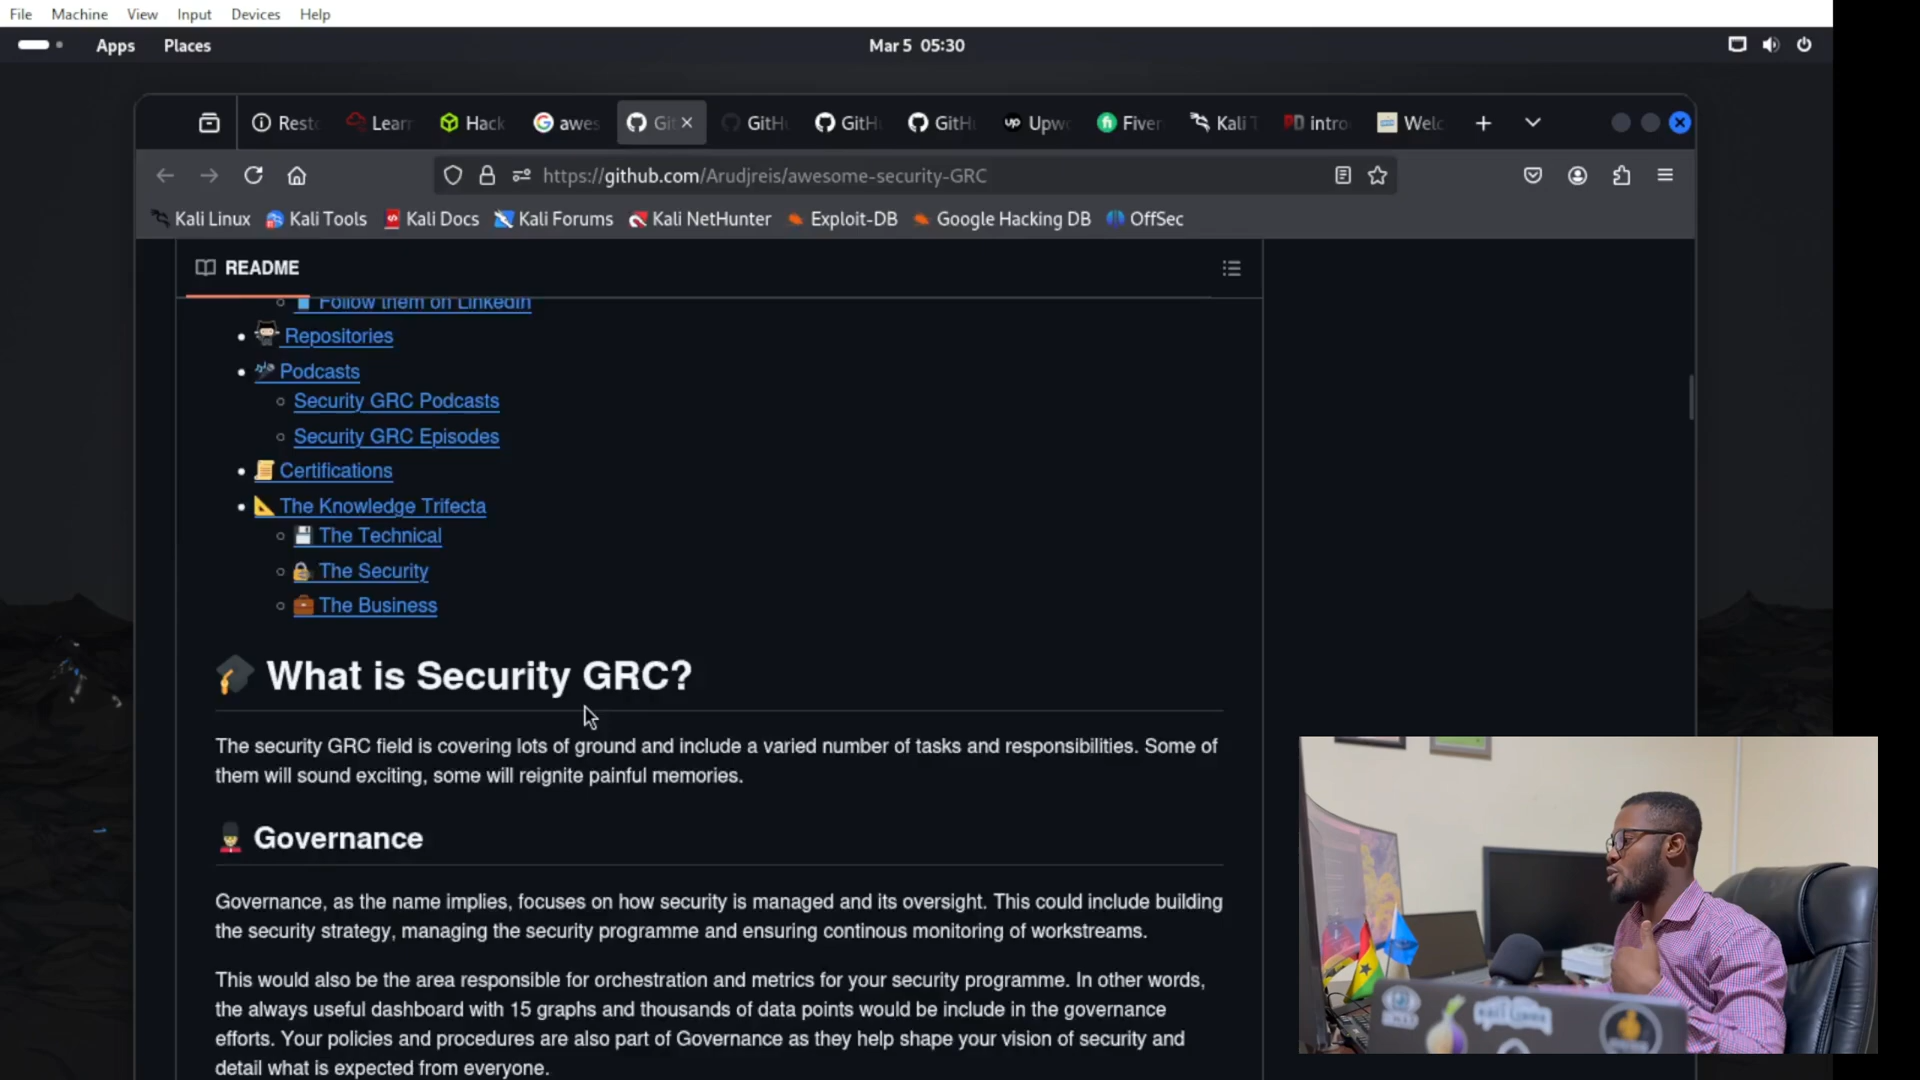 File Machine View Input Devices Help
Apps Places Mar 5 05:30
Rest Learn Hack awes Git GitH GitH GitH Upw Fiver Kali T intro Welc
https://github.com/Arudjreis/awesome-security-GRC
Kali Linux Kali Tools Kali Docs Kali Forums Kali NetHunter Exploit-DB Google Hacking DB OffSec
README
Follow them on LinkedIn
Repositories
Podcasts
Security GRC Podcasts
Security GRC Episodes
Certifications
The Knowledge Trifecta
The Technical
The Security
The Business
What is Security GRC?
The security GRC field is covering lots of ground and include a varied number of tasks and responsibilities. Some of
them will sound exciting, some will reignite painful memories.
Governance
Governance, as the name implies, focuses on how security is managed and its oversight. This could include building
the security strategy, managing the security programme and ensuring continous monitoring of workstreams.
This would also be the area responsible for orchestration and metrics for your security programme. In other words,
the always useful dashboard with 15 graphs and thousands of data points would be include in the governance
efforts. Your policies and procedures are also part of Governance as they help shape your vision of security and
detail what is expected from everyone.